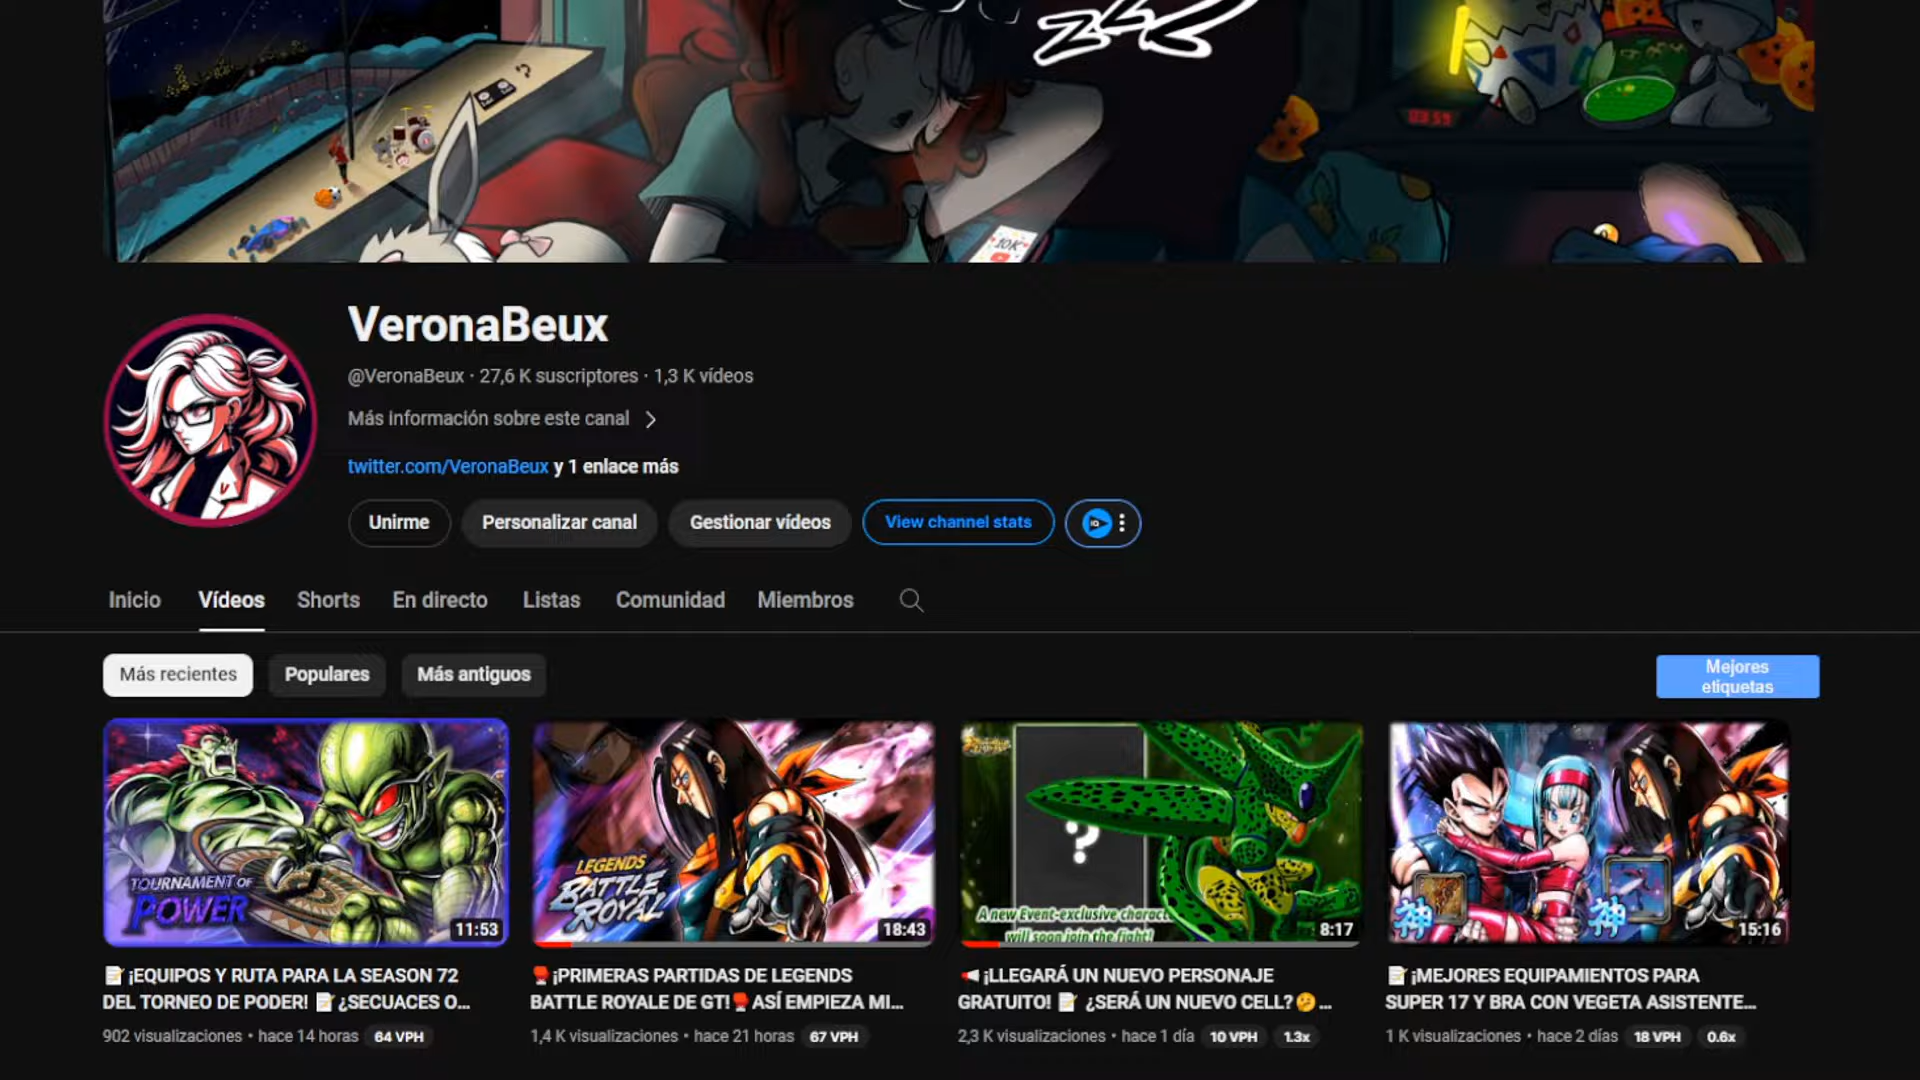 10K
03:59
VeronaBeux
@VeronaBeux · 27,6 K suscriptores · 1,3 K vídeos
Más información sobre este canal
twitter.com/VeronaBeux y 1 enlace más
Unirme
Personalizar canal
Gestionar vídeos
View channel stats
IQ
Inicio
Vídeos
Shorts
En directo
Listas
Comunidad
Miembros
Más recientes
Populares
Más antiguos
Mejores
etiquetas
TOURNAMENT OF
POWER
11:53
LEGENDS
BATTLE
ROYAL
18:43
?
A new Event-exclusive charact
will soon join the fight!
8:17
神
神
15:16
📝¡EQUIPOS Y RUTA PARA LA SEASON 72
DEL TORNEO DE PODER! 📝¿SECUACES O...
902 visualizaciones • hace 14 horas 64 VPH
🥊¡PRIMERAS PARTIDAS DE LEGENDS
BATTLE ROYALE DE GT!🥊ASÍ EMPIEZA MI...
1,4 K visualizaciones • hace 21 horas 67 VPH
📢¡LLEGARÁ UN NUEVO PERSONAJE
GRATUITO! 📝 ¿SERÁ UN NUEVO CELL?🤔...
2,3 K visualizaciones • hace 1 día 10 VPH 1.3x
📝¡MEJORES EQUIPAMIENTOS PARA
SUPER 17 Y BRA CON VEGETA ASISTENTE...
1 K visualizaciones • hace 2 días 18 VPH 0.6x